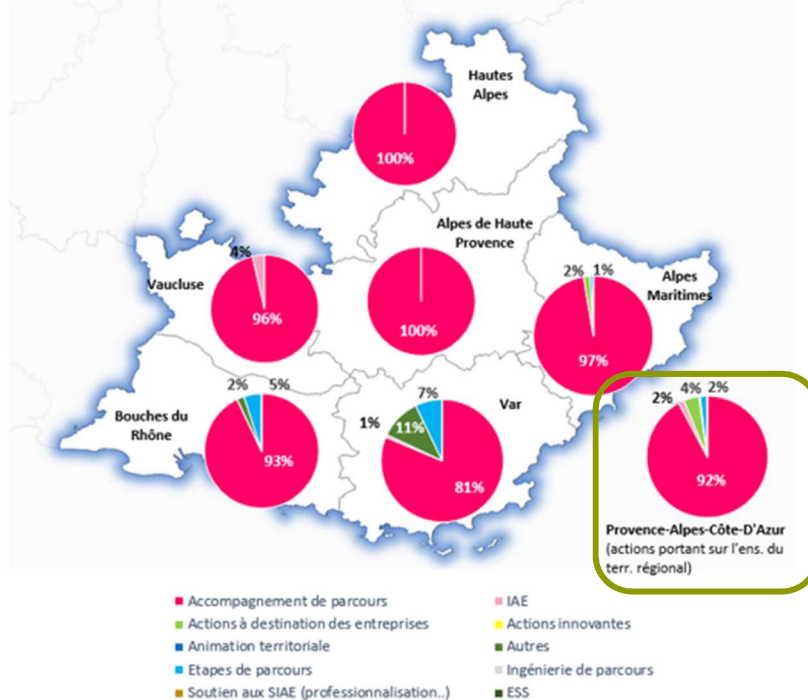 Hautes
Alpes
100%
Alpes de Haute
Provence
100%
4%
Vaucluse
96%
2% 1%
Alpes
Maritimes
97%
2% 5%
Bouches du
Rhône
93%
7%
1%
11%
Var
81%
2% 4% 2%
92%
Provence-Alpes-Côte-D'Azur
(actions portant sur l'ens. du
terr. régional)
Accompagnement de parcours
IAE
Actions à destination des entreprises
Actions innovantes
Animation territoriale
Autres
Etapes de parcours
Ingénierie de parcours
Soutien aux SIAE (professionnalisation..)
ESS